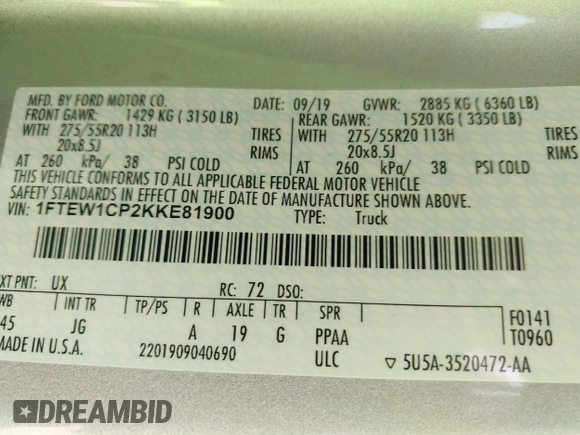 MFD. BY FORD MOTOR CO. DATE: 09/19 GVWR: 2885 KG ( 6360 LB)
FRONT GAWR: 1429 KG ( 3150 LB) REAR GAWR: 1520 KG ( 3350 LB)
WITH 275/55R20 113H TIRES WITH 275/55R20 113H TIRES
20x8.5J RIMS 20x8.5J RIMS
AT 260 kPa/ 38 PSI COLD AT 260 kPa/ 38 PSI COLD
THIS VEHICLE CONFORMS TO ALL APPLICABLE FEDERAL MOTOR VEHICLE
SAFETY STANDARDS IN EFFECT ON THE DATE OF MANUFACTURE SHOWN ABOVE.
VIN: 1FTEW1CP2KKE81900 TYPE: Truck
XT PNT: UX RC: 72 DSO:
WB INT TR TP/PS R AXLE TR SPR F0141
45 JG A 19 G PPAA T0960
MADE IN U.S.A. 2201909040690 ULC ▽ 5U5A-3520472-AA
DREAMBID